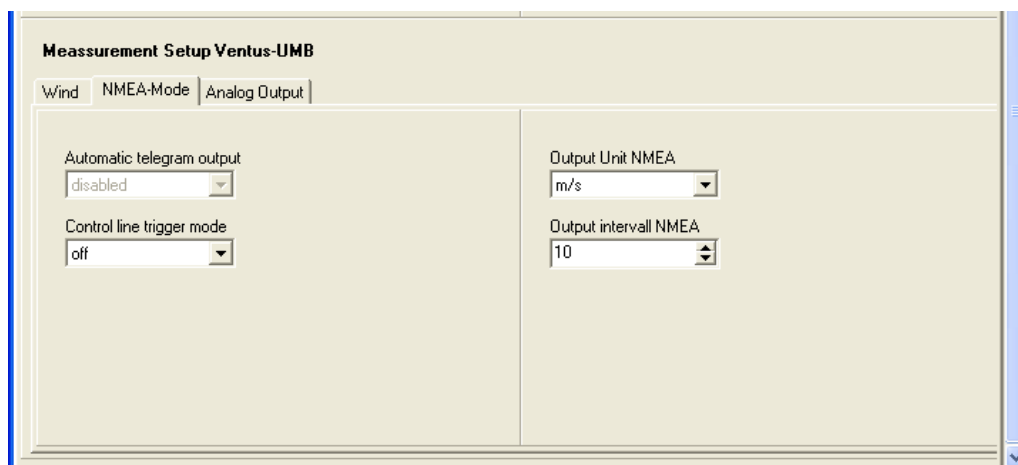 Meassurement Setup Ventus-UMB
Wind NMEA-Mode Analog Output
Automatic telegram output
disabled
Control line trigger mode
off
Output Unit NMEA
m/s
Output intervall NMEA
10